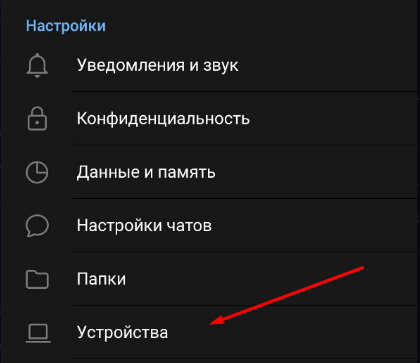 Настройки
Уведомления и звук
Конфиденциальность
Данные и память
Настройки чатов
Папки
Устройства